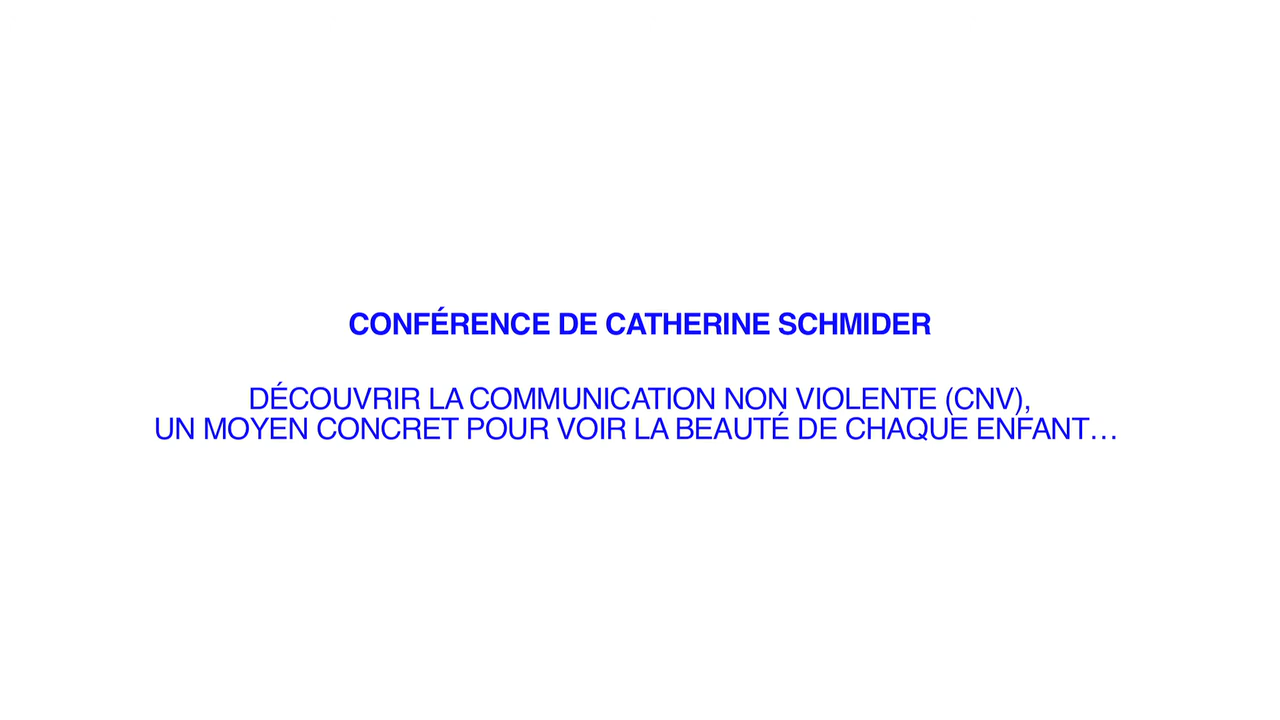 CONFÉRENCE DE CATHERINE SCHMIDER
DÉCOUVRIR LA COMMUNICATION NON VIOLENTE (CNV),
UN MOYEN CONCRET POUR VOIR LA BEAUTÉ DE CHAQUE ENFANT…